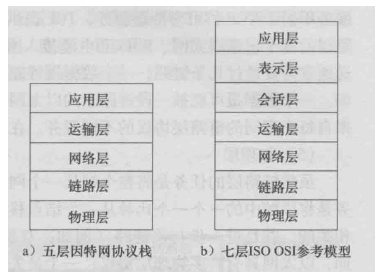 应用层
运输层
网络层
链路层
物理层
a）五层因特网协议栈
应用层
表示层
会话层
运输层
网络层
链路层
物理层
b）七层ISO OSI参考模型